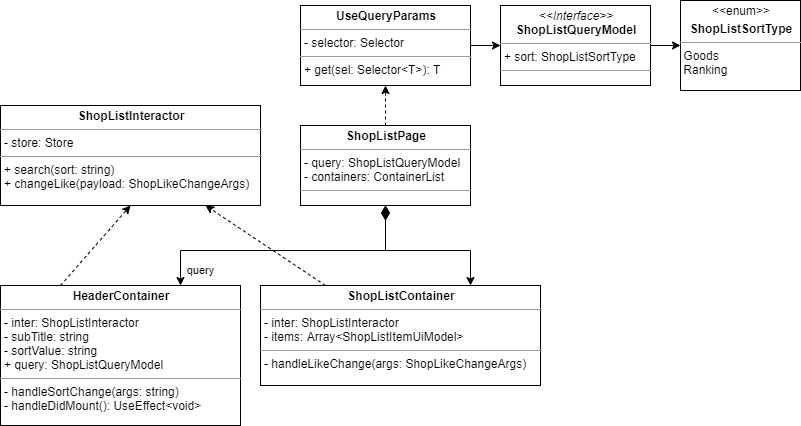 UseQueryParams
- selector: Selector
+ get(sel: Selector<T>): T
<<Interface>>
ShopListQueryModel
+ sort: ShopListSortType
<<enum>>
ShopListSortType
Goods
Ranking
ShopListInteractor
- store: Store
+ search(sort: string)
+ changeLike(payload: ShopLikeChangeArgs)
ShopListPage
- query: ShopListQueryModel
- containers: ContainerList
query
HeaderContainer
- inter: ShopListInteractor
- subTitle: string
- sortValue: string
+ query: ShopListQueryModel
- handleSortChange(args: string)
- handleDidMount(): UseEffect<void>
ShopListContainer
- inter: ShopListInteractor
- items: Array<ShopListItemUiModel>
- handleLikeChange(args: ShopLikeChangeArgs)